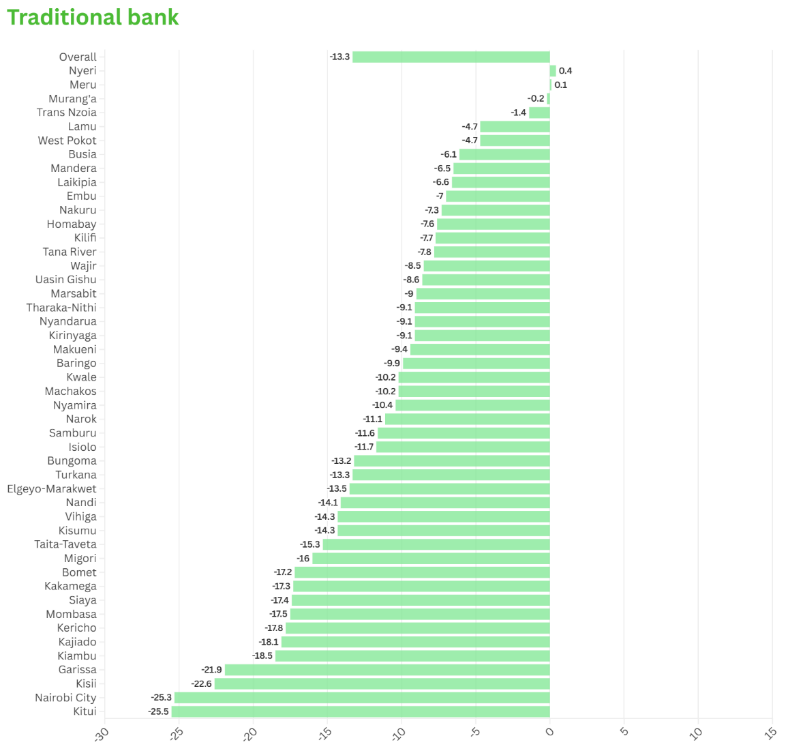 Traditional bank
Overall -13.3
Nyeri 0.4
Meru 0.1
Murang'a -0.2
Trans Nzoia -1.4
Lamu -4.7
West Pokot -4.7
Busia -6.1
Mandera -6.5
Laikipia -6.6
Embu -7
Nakuru -7.3
Homabay -7.6
Kilifi -7.7
Tana River -7.8
Wajir -8.5
Uasin Gishu -8.6
Marsabit -9
Tharaka-Nithi -9.1
Nyandarua -9.1
Kirinyaga -9.1
Makueni -9.4
Baringo -9.9
Kwale -10.2
Machakos -10.2
Nyamira -10.4
Narok -11.1
Samburu -11.6
Isiolo -11.7
Bungoma -13.2
Turkana -13.3
Elgeyo-Marakwet -13.5
Nandi -14.1
Vihiga -14.3
Kisumu -14.3
Taita-Taveta -15.3
Migori -16
Bomet -17.2
Kakamega -17.3
Siaya -17.4
Mombasa -17.5
Kericho -17.8
Kajiado -18.1
Kiambu -18.5
Garissa -21.9
Kisii -22.6
Nairobi City -25.3
Kitui -25.5
-30 -25 -20 -15 -10 -5 0 5 10 15